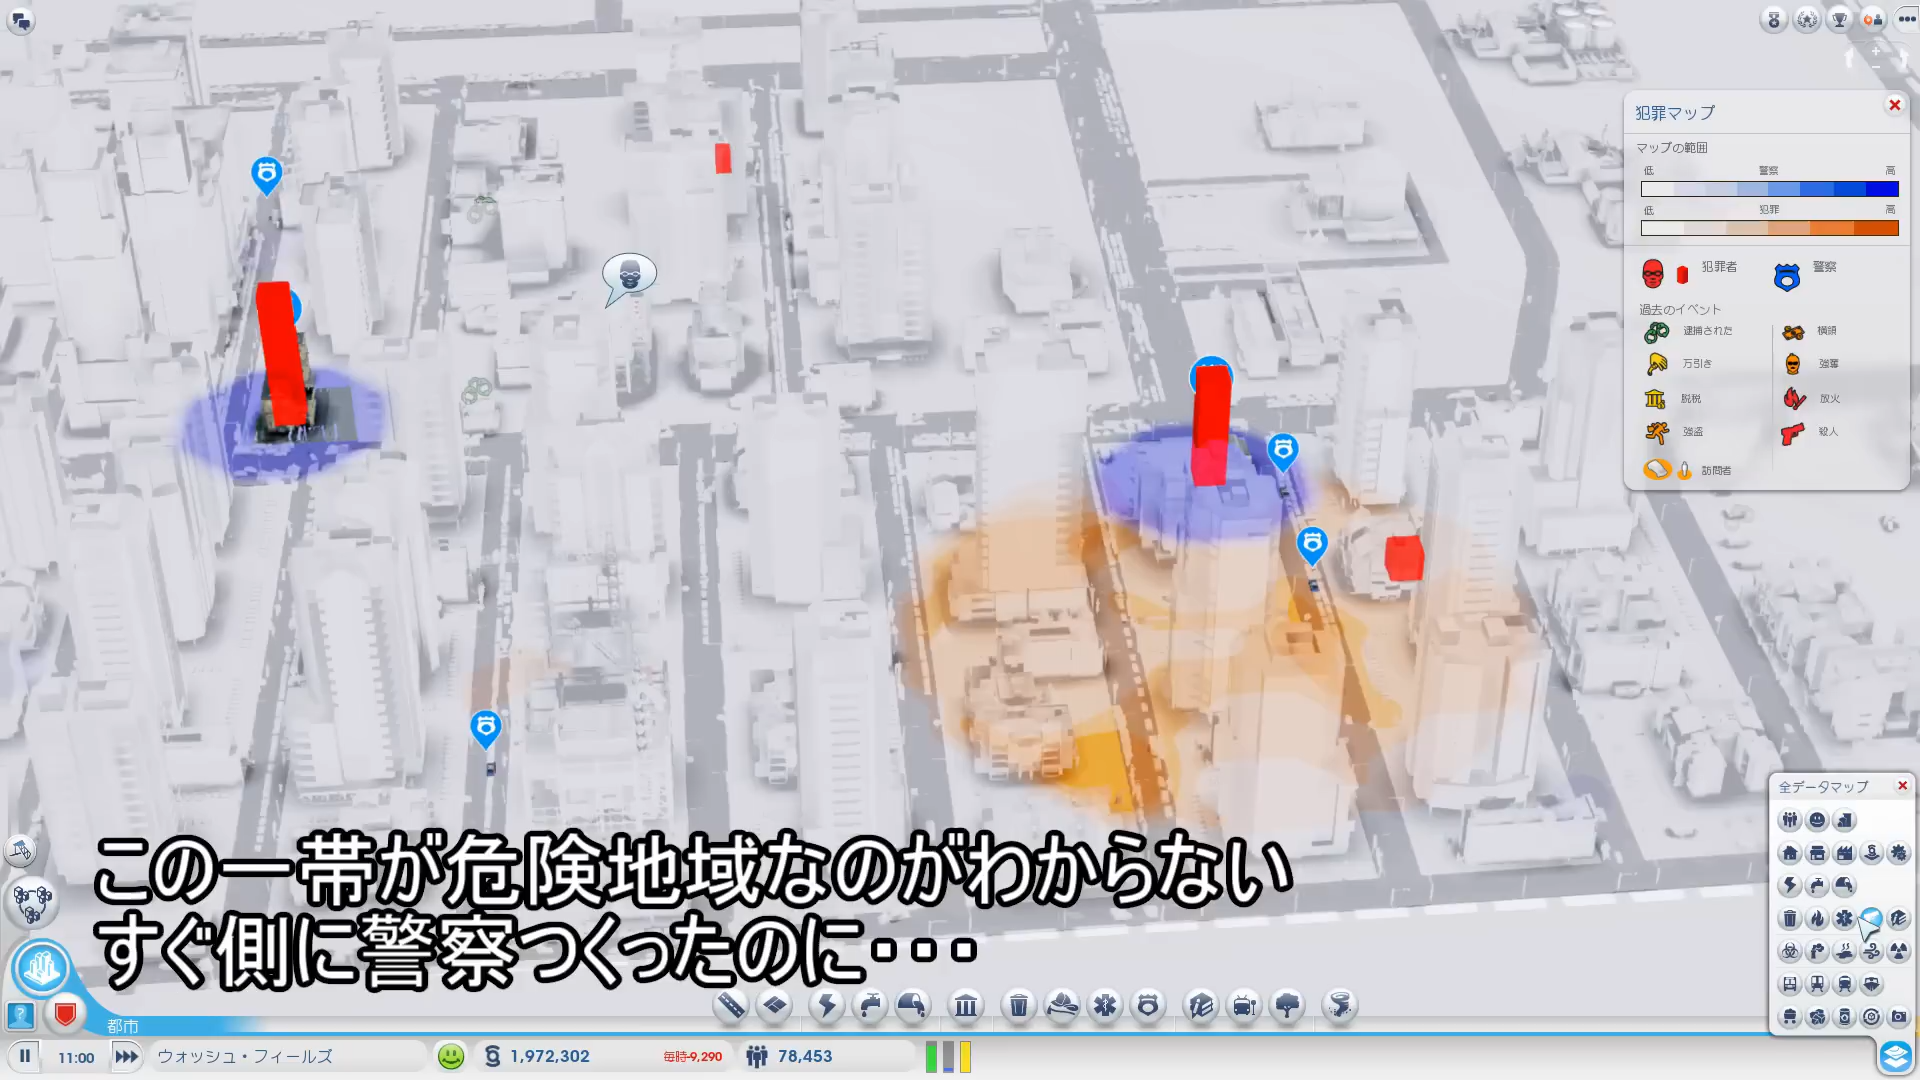 犯罪マップ
マップの範囲
低 警察 高
低 犯罪 高
犯罪者 警察
過去のイベント
逮捕された 横領
万引き 強奪
脱税 放火
強盗 殺人
訪問者
全データマップ
この一帯が危険地域なのがわからない
すぐ側に警察つくったのに・・・
都市
11:00 ウォッシュ・フィールズ 1,972,302 毎時-9,290 78,453